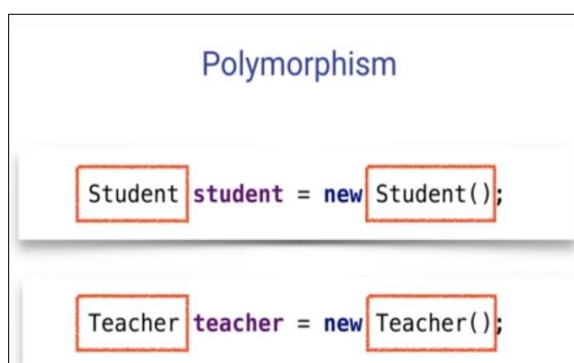 Polymorphism
Student student = new Student();
Teacher teacher = new Teacher();